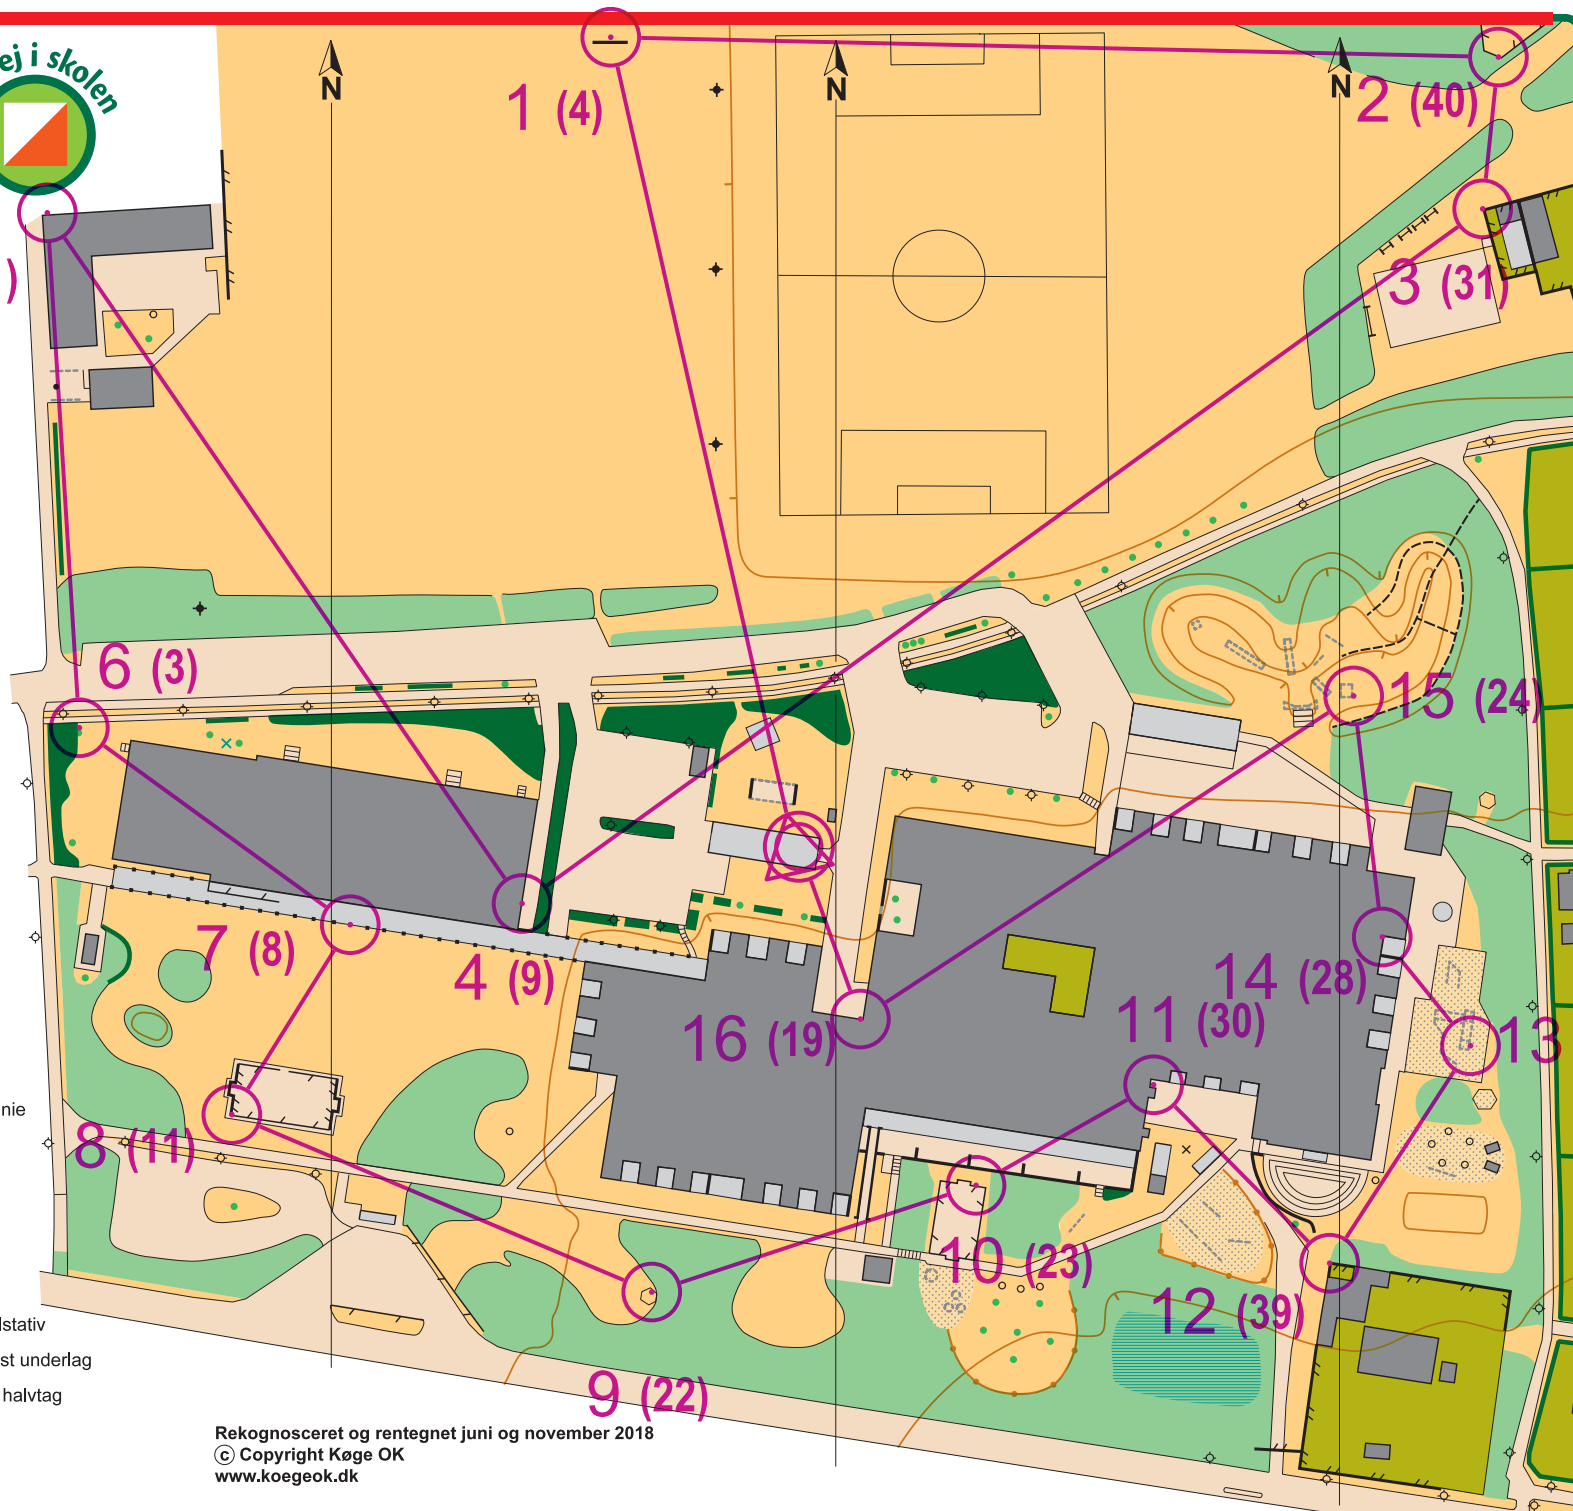 ej i skolen
N
N
N
1 (4)
2 (40)
)
3 (31)
6 (3)
15 (24)
7 (8)
4 (9)
14 (28)
11 (30)
16 (19)
13
nie
8 (11)
10 (23)
12 (39)
lstativ
st underlag
halvtag
9 (22)
Rekognosceret og rentegnet juni og november 2018
© Copyright Køge OK
www.koegeok.dk